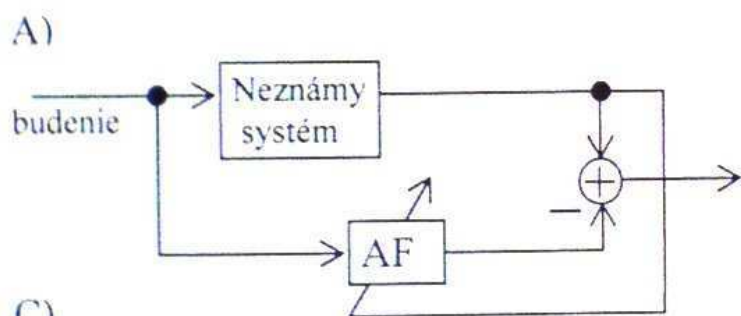 A)
Neznámy
systém
budenie
+
−
AF
C)